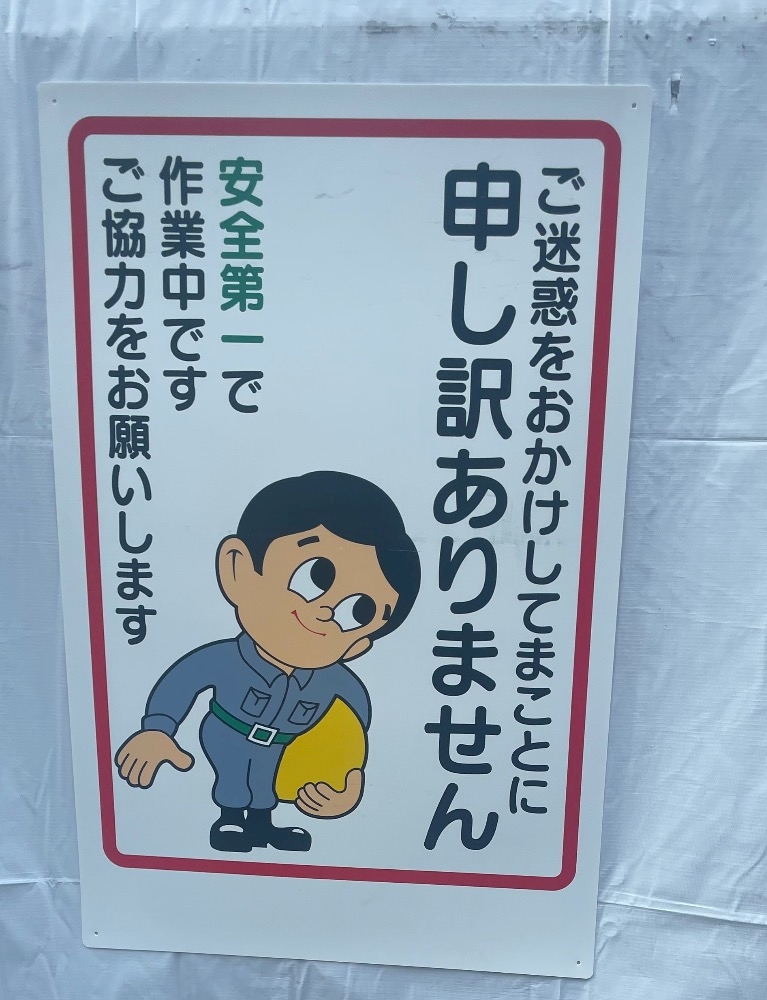 ご迷惑をおかけしてまことに
申し訳ありません
安全第一で
作業中です
ご協力をお願いします